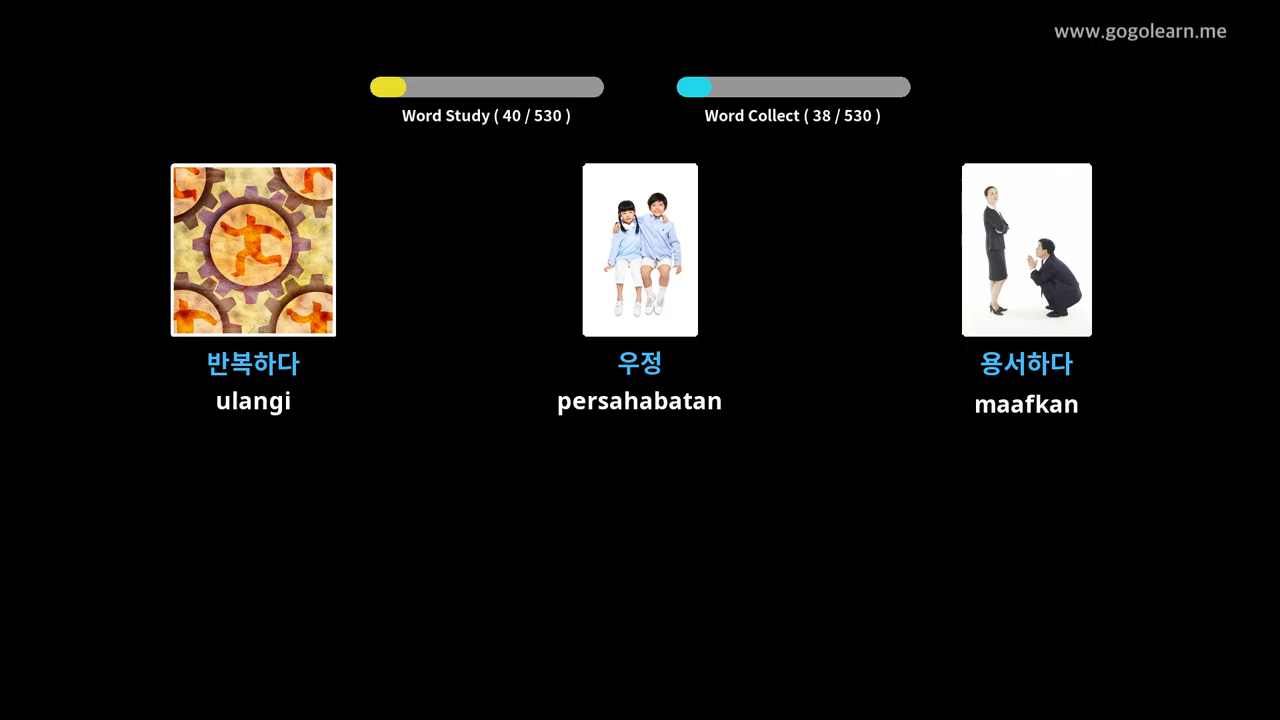 www.gogolearn.me
Word Study ( 40 / 530 )
Word Collect ( 38 / 530 )
반복하다
우정
용서하다
ulangi
persahabatan
maafkan